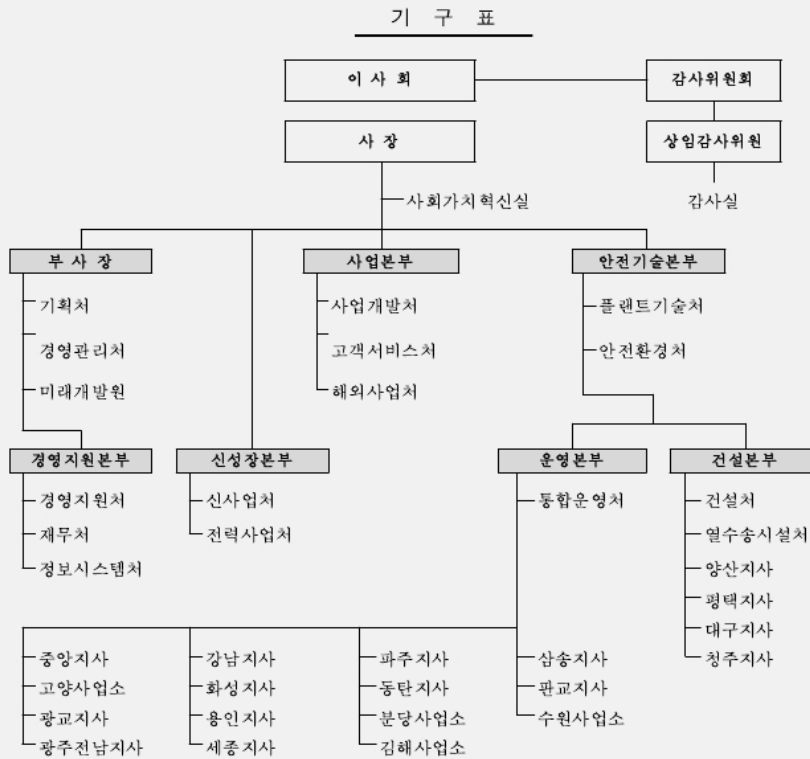 기 구 표
이 사 회
감사위원회
사 장
상임감사위원
사회가치혁신실
감사실
부 사 장
사업본부
안전기술본부
기획처
사업개발처
플랜트기술처
경영관리처
고객서비스처
안전환경처
미래개발원
해외사업처
경영지원본부
신성장본부
운영본부
건설본부
경영지원처
신사업처
통합운영처
건설처
재무처
전력사업처
열수송시설처
정보시스템처
양산지사
평택지사
대구지사
청주지사
중앙지사
강남지사
파주지사
삼송지사
고양사업소
화성지사
동탄지사
판교지사
광교지사
용인지사
분당사업소
수원사업소
광주전남지사
세종지사
김해사업소